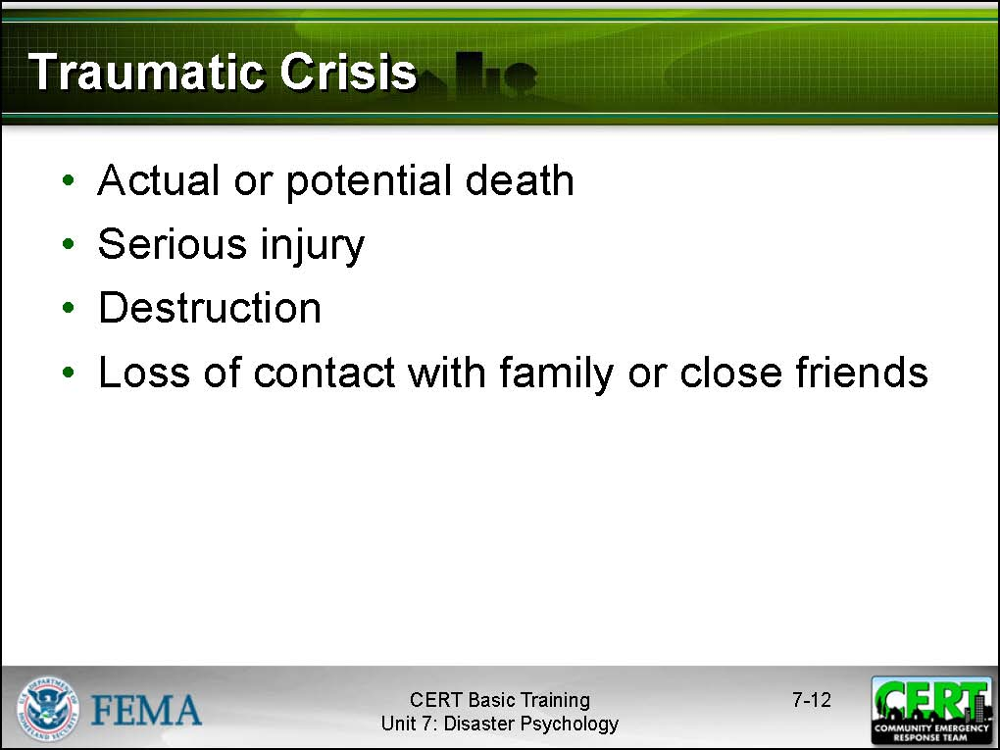 Traumatic Crisis
• Actual or potential death
• Serious injury
• Destruction
• Loss of contact with family or close friends
U.S. DEPARTMENT OF HOMELAND SECURITY
FEMA
CERT Basic Training
Unit 7: Disaster Psychology
7-12
CERT
COMMUNITY EMERGENCY
RESPONSE TEAM